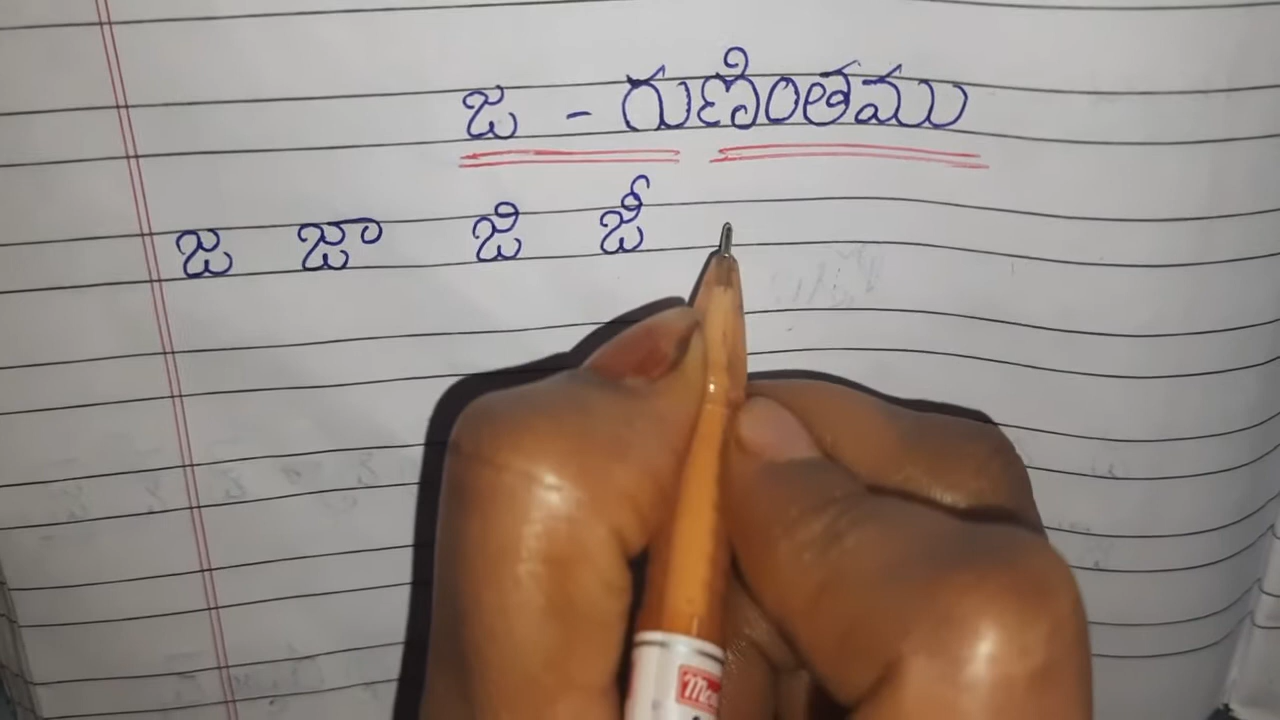 జ - గుణింతము
జ జా జి జీ